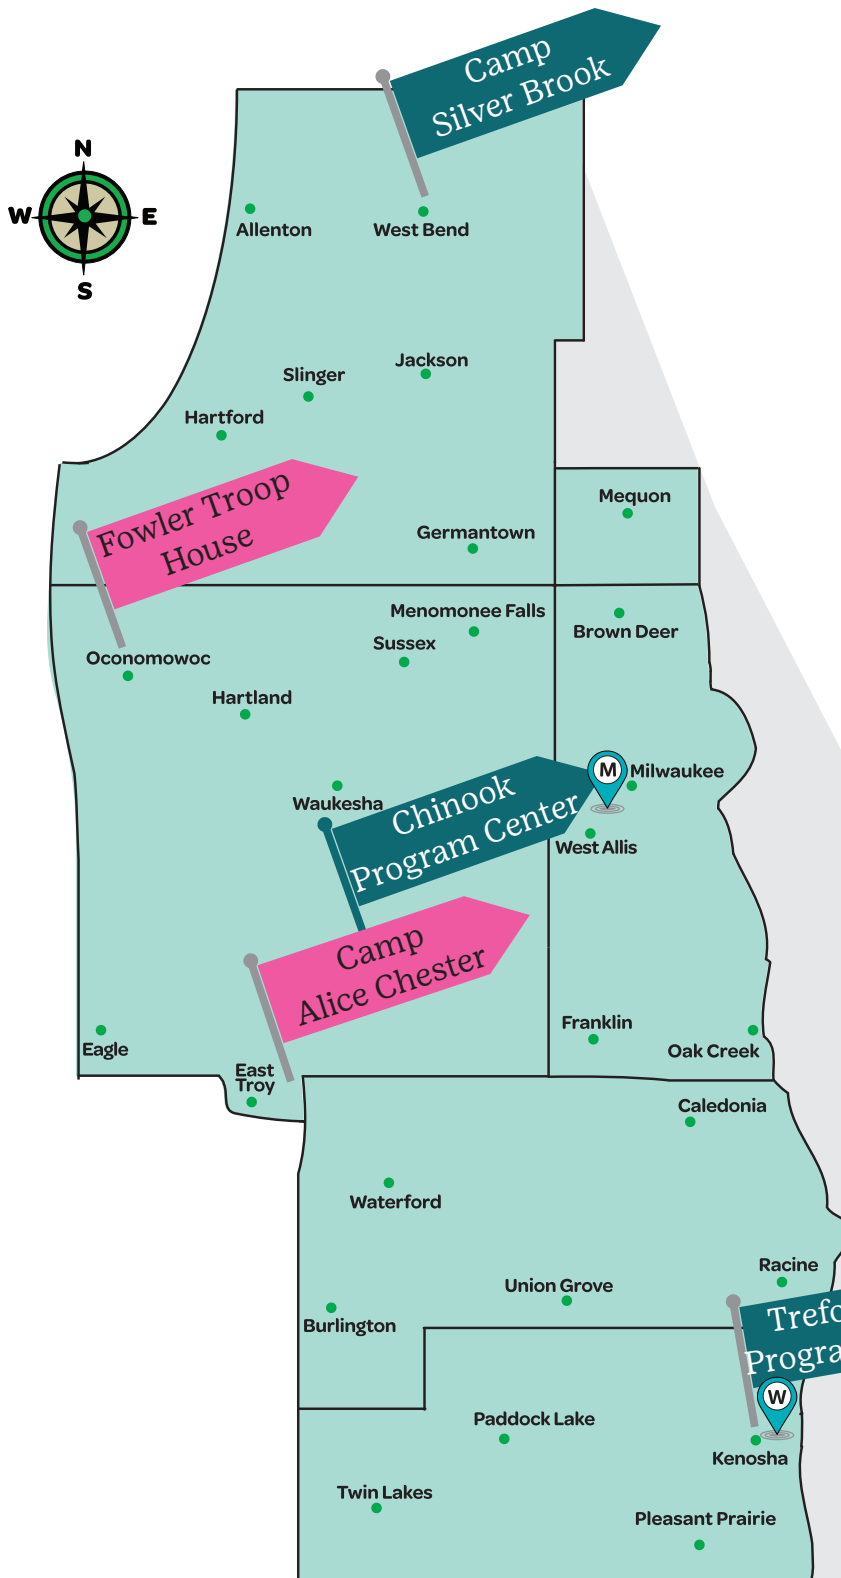 Camp
Silver Brook
N
W
E
S
Allenton
West Bend
Jackson
Slinger
Hartford
Fowler Troop
House
Mequon
Germantown
Menomonee Falls
Brown Deer
Sussex
Oconomowoc
Hartland
M
Milwaukee
Waukesha
Chinook
Program Center
West Allis
Camp
Alice Chester
Franklin
Eagle
Oak Creek
East
Troy
Caledonia
Waterford
Racine
Union Grove
Burlington
Trefo
Progra
W
Paddock Lake
Kenosha
Twin Lakes
Pleasant Prairie